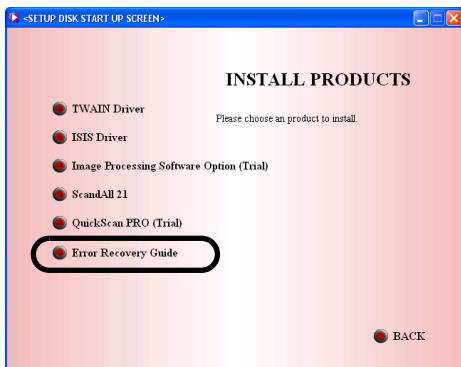 <SETUP DISK START UP SCREEN>
INSTALL PRODUCTS
Please choose an product to install.
TWAIN Driver
ISIS Driver
Image Processing Software Option (Trial)
ScandAll 21
QuickScan PRO (Trial)
Error Recovery Guide
BACK